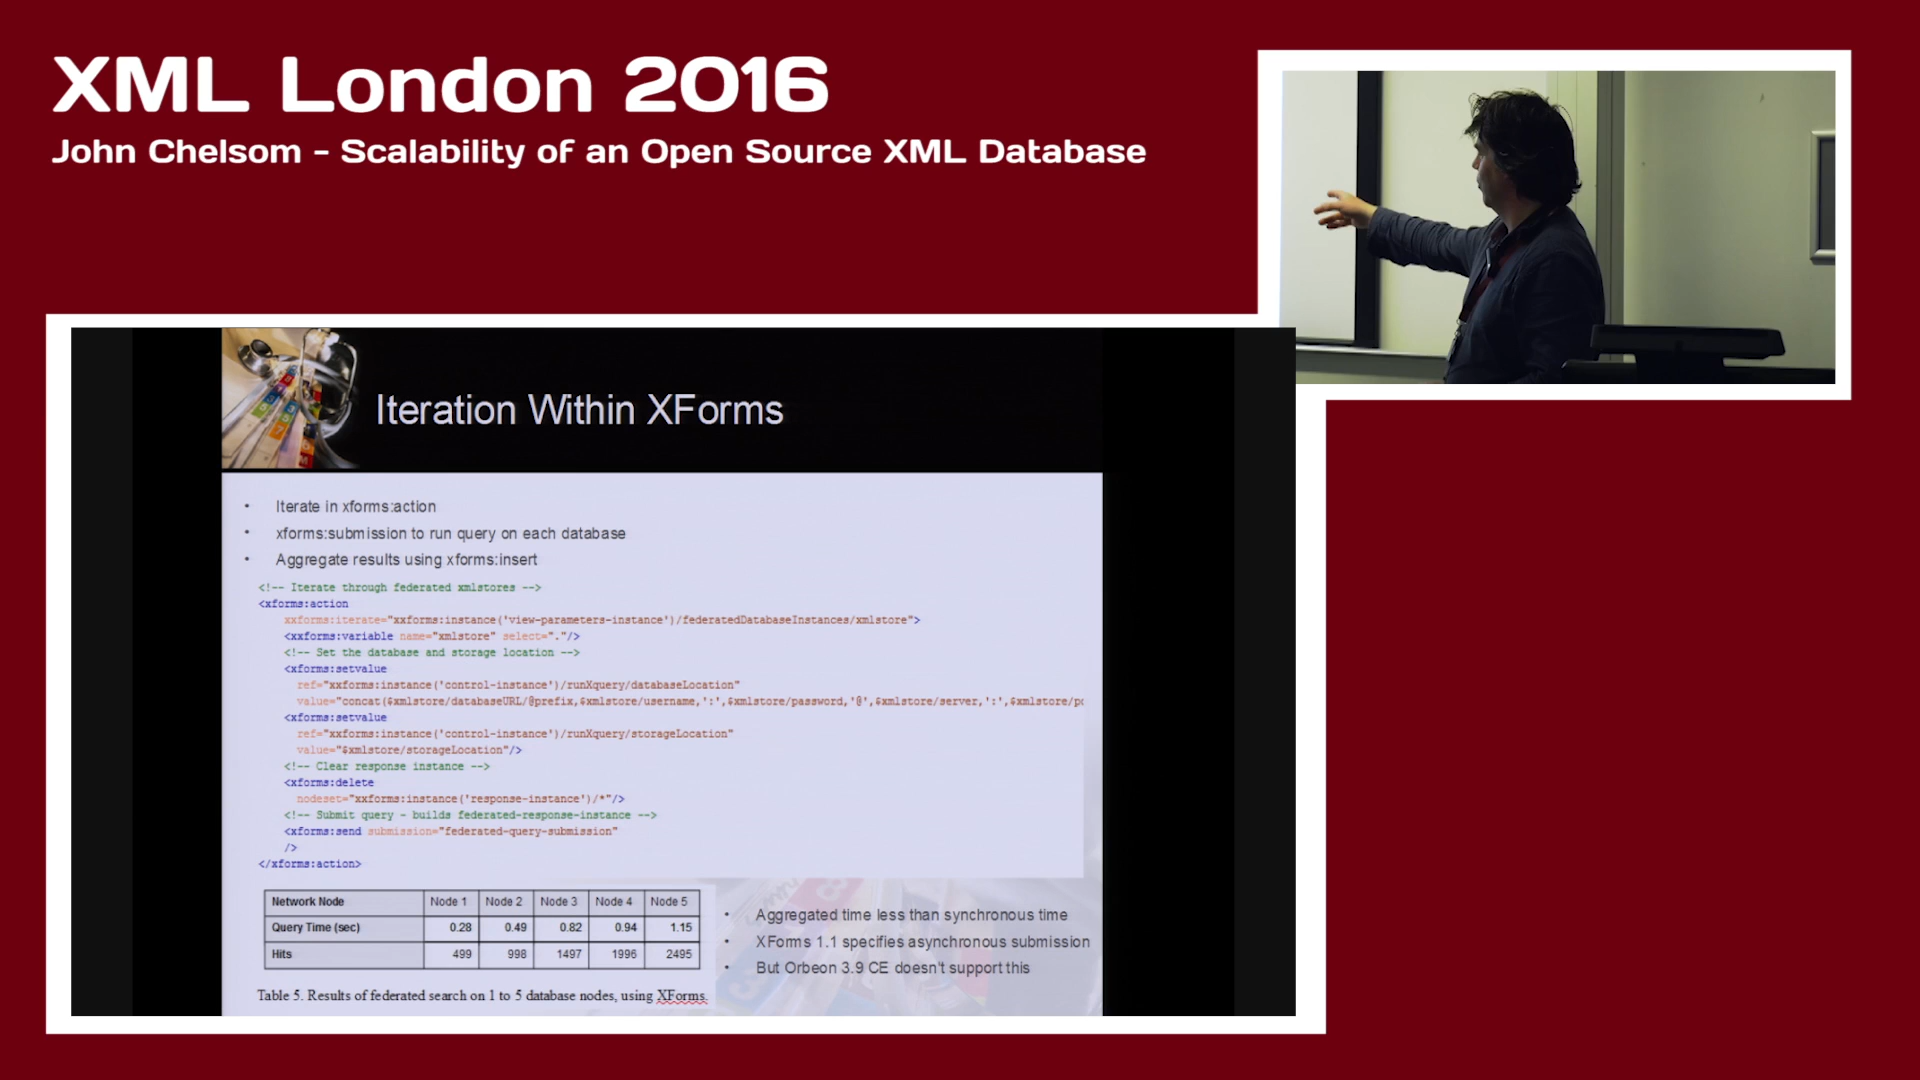 XML London 2016
John Chelsom - Scalability of an Open Source XML Database
Iteration Within XForms
• Iterate in xforms:action
• xforms:submission to run query on each database
• Aggregate results using xforms:insert
<!-- Iterate through federated xmlstores -->
<xforms:action
xxforms:iterate="xxforms:instance('view-parameters-instance')/federatedDatabaseInstances/xmlstore">
<xxforms:variable name="xmlstore" select="."/>
<!-- Set the database and storage location -->
<xforms:setvalue
ref="xxforms:instance('control-instance')/runXquery/databaseLocation"
value="concat($xmlstore/databaseURL/@prefix,$xmlstore/username,':',$xmlstore/password,'@',$xmlstore/server,':',$xmlstore/po
<xforms:setvalue
ref="xxforms:instance('control-instance')/runXquery/storageLocation"
value="$xmlstore/storageLocation"/>
<!-- Clear response instance -->
<xforms:delete
nodeset="xxforms:instance('response-instance')/*"/>
<!-- Submit query - builds federated-response-instance -->
<xforms:send submission="federated-query-submission"
/>
</xforms:action>
Network Node Node 1 Node 2 Node 3 Node 4 Node 5
Query Time (sec) 0.28 0.49 0.82 0.94 1.15
Hits 499 998 1497 1996 2495
Table 5. Results of federated search on 1 to 5 database nodes, using XForms.
• Aggregated time less than synchronous time
• XForms 1.1 specifies asynchronous submission
• But Orbeon 3.9 CE doesn't support this